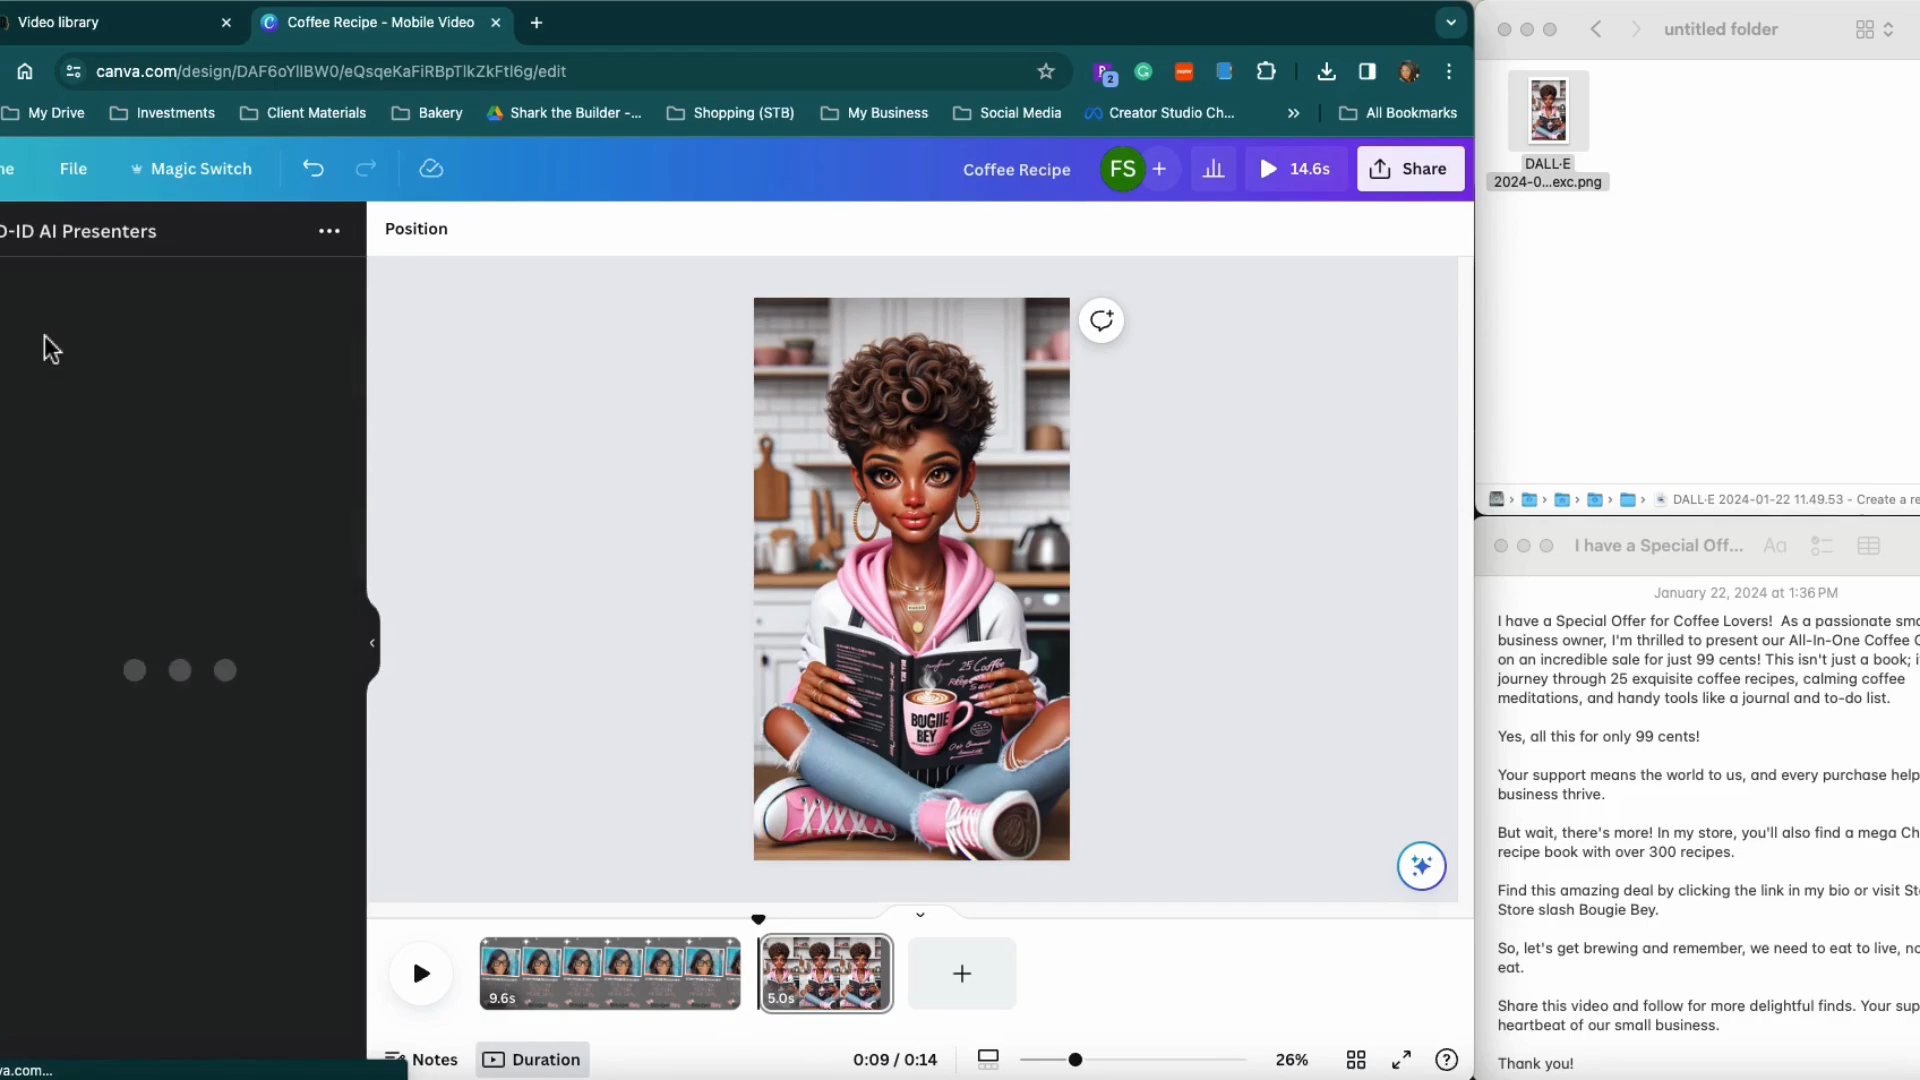 Video library
Coffee Recipe - Mobile Video
canva.com/design/DAF6oYllBW0/eQsqeKaFiRBpTlkZkFtl6g/edit
2
My Drive
Investments
Client Materials
Bakery
Shark the Builder -...
Shopping (STB)
My Business
Social Media
Creator Studio Ch...
All Bookmarks
File
Magic Switch
Coffee Recipe
FS
14.6s
Share
D-ID AI Presenters
Position
25 Coffee
BOUGIIE
BEY
9.6s
5.0s
Notes
Duration
0:09 / 0:14
26%
va.com...
untitled folder
DALL·E
2024-0...exc.png
DALL·E 2024-01-22 11.49.53 - Create a re
I have a Special Off...
Aa
January 22, 2024 at 1:36 PM
I have a Special Offer for Coffee Lovers! As a passionate sma
business owner, I'm thrilled to present our All-In-One Coffee C
on an incredible sale for just 99 cents! This isn't just a book; i
journey through 25 exquisite coffee recipes, calming coffee
meditations, and handy tools like a journal and to-do list.
Yes, all this for only 99 cents!
Your support means the world to us, and every purchase help
business thrive.
But wait, there's more! In my store, you'll also find a mega Ch
recipe book with over 300 recipes.
Find this amazing deal by clicking the link in my bio or visit St
Store slash Bougie Bey.
So, let's get brewing and remember, we need to eat to live, no
eat.
Share this video and follow for more delightful finds. Your sup
heartbeat of our small business.
Thank you!